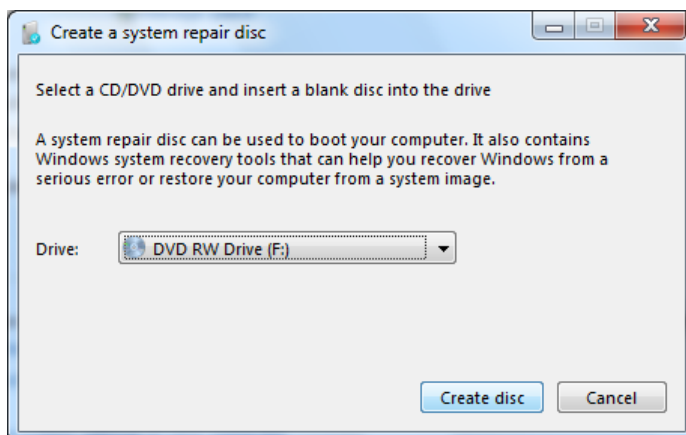 Create a system repair disc
Select a CD/DVD drive and insert a blank disc into the drive
A system repair disc can be used to boot your computer. It also contains
Windows system recovery tools that can help you recover Windows from a
serious error or restore your computer from a system image.
Drive: DVD RW Drive (F:)
Create disc Cancel